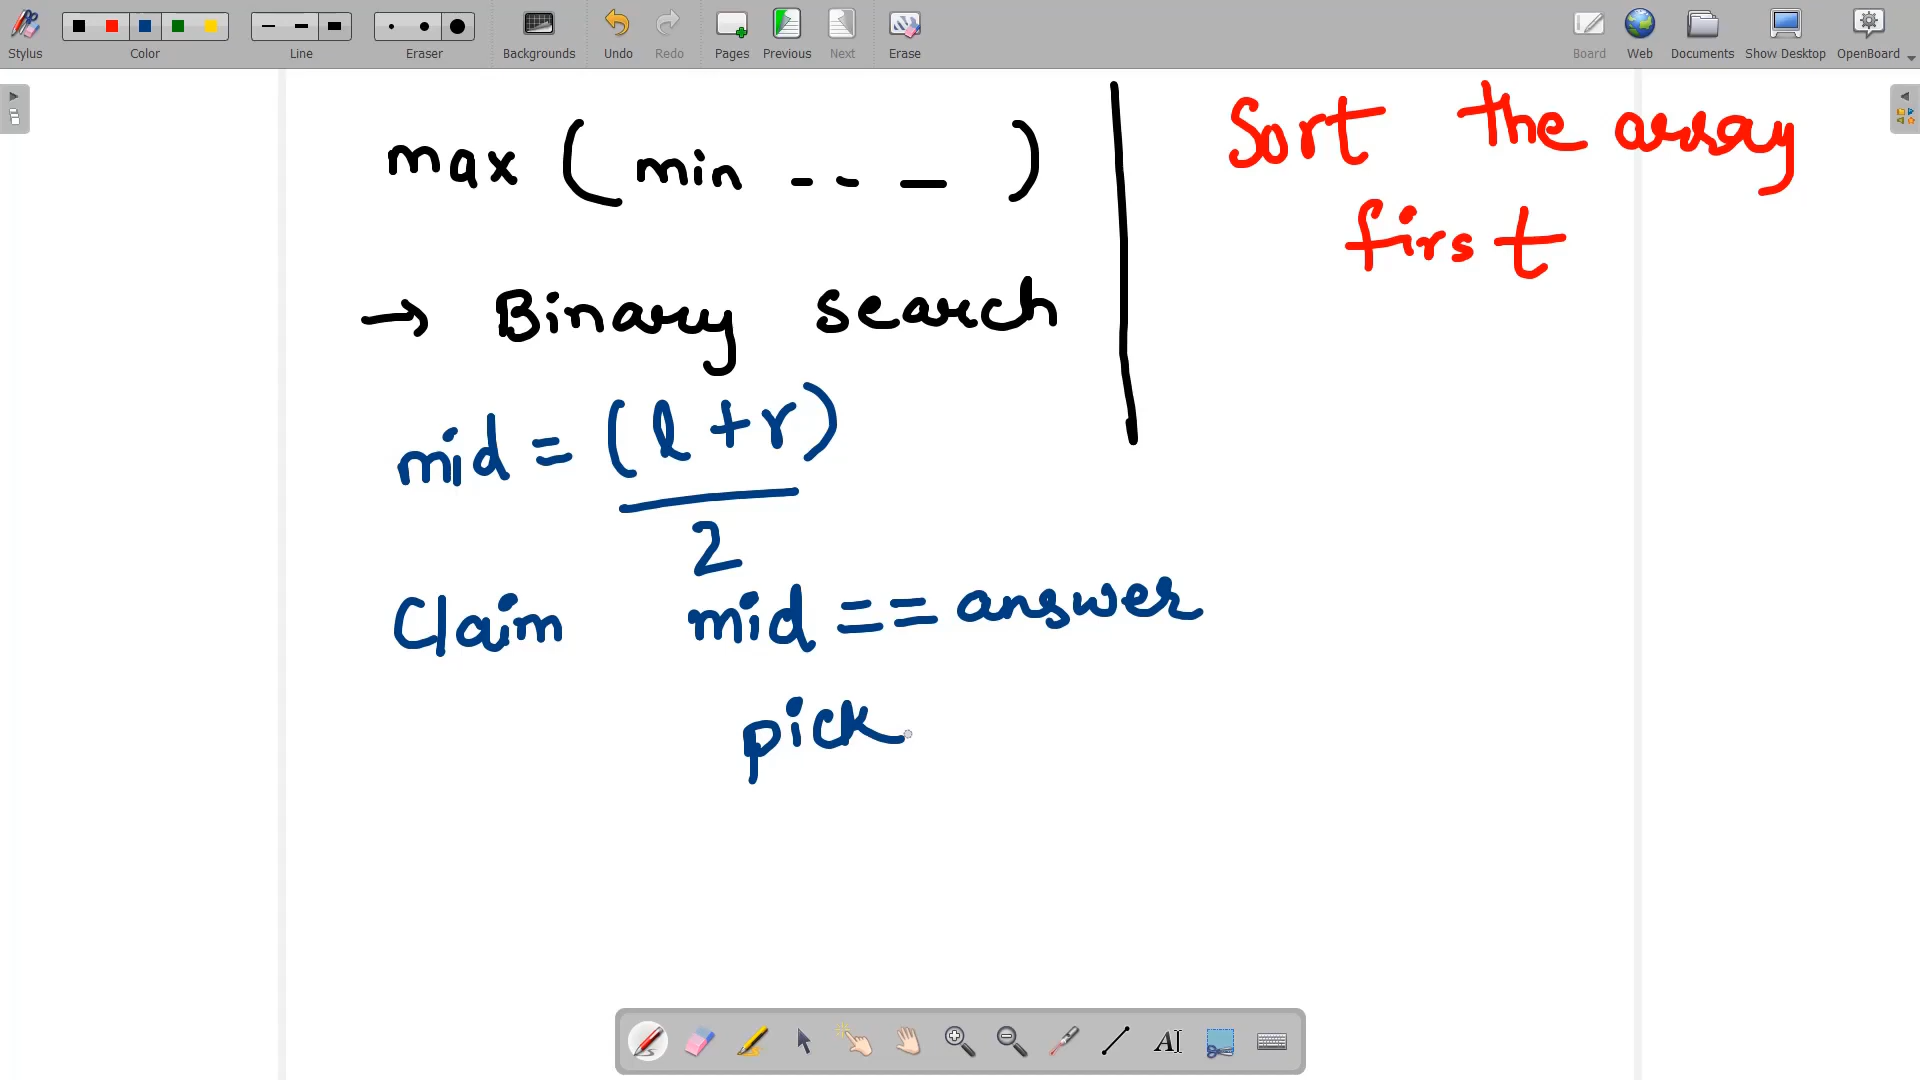 Stylus Color Line Eraser Backgrounds Undo Redo Pages Previous Next Erase Board Web Documents Show Desktop OpenBoard
max ( min -- _ )
→ Binary search
mid = (l + r)
2
Claim mid == answer
pick
Sort the array
first